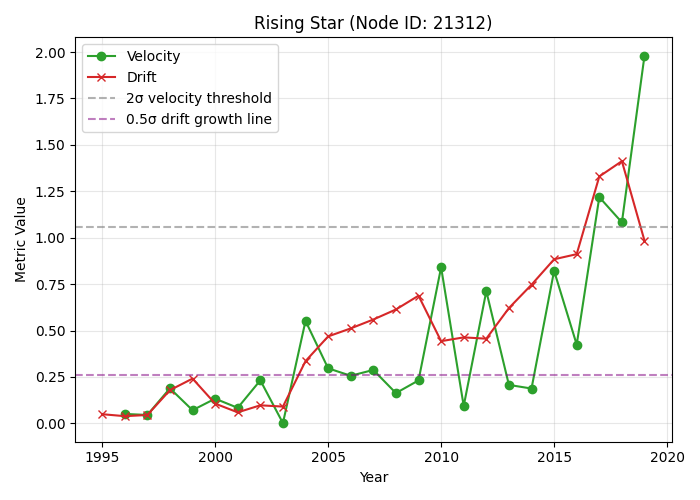 Rising Star (Node ID: 21312)
Velocity
Drift
2σ velocity threshold
0.5σ drift growth line
Metric Value
2.00
1.75
1.50
1.25
1.00
0.75
0.50
0.25
0.00
1995
2000
2005
2010
2015
2020
Year